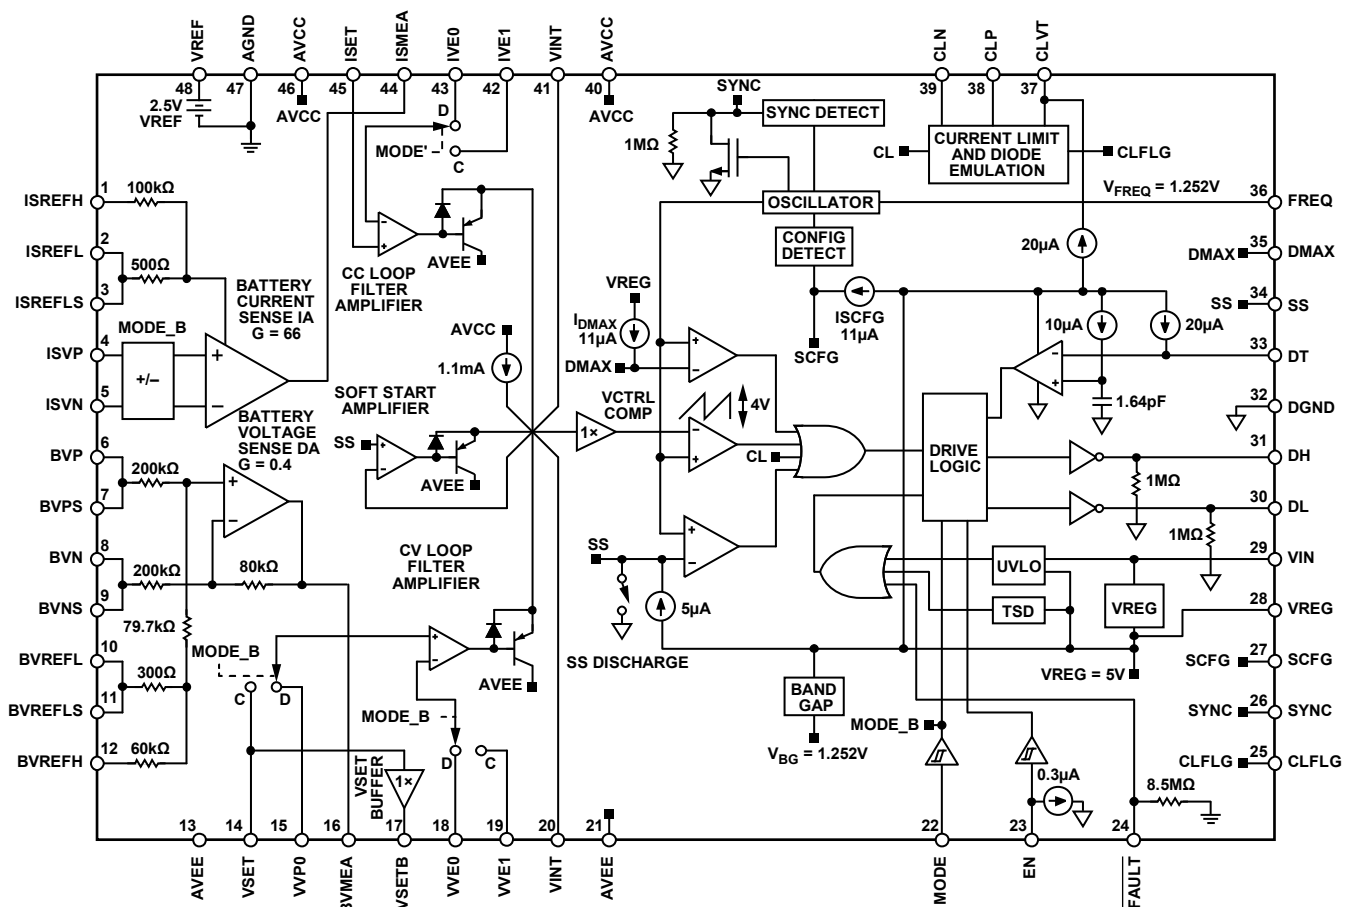 VREF
AGND
AVCC
ISET
ISMEA
IVE0
IVE1
VINT
AVCC
CLN
CLP
CLVT
48
47
46
45
44
43
42
41
40
39
38
37
2.5V
VREF
AVCC
D
MODE'
C
AVCC
SYNC
SYNC DETECT
1MΩ
CL
CURRENT LIMIT
AND DIODE
EMULATION
CLFLG
VFREQ = 1.252V
OSCILLATOR
CONFIG
DETECT
20µA
1
ISREFH
100kΩ
2
ISREFL
500Ω
3
ISREFLS
BATTERY
CURRENT
SENSE IA
G = 66
AVEE
CC LOOP
FILTER
AMPLIFIER
MODE_B
4
ISVP
+/–
+
–
5
ISVN
BATTERY
VOLTAGE
SENSE DA
G = 0.4
AVCC
1.1mA
SOFT START
AMPLIFIER
SS
AVEE
VREG
IDMAX
11µA
DMAX
ISCFG
11µA
SCFG
10µA
20µA
1.64pF
VCTRL
COMP
1×
4V
CL
DRIVE
LOGIC
36
FREQ
35
DMAX
DMAX
34
SS
SS
33
DT
32
DGND
31
DH
1MΩ
30
DL
1MΩ
29
VIN
28
VREG
27
SCFG
SCFG
26
SYNC
SYNC
25
CLFLG
CLFLG
6
BVP
200kΩ
7
BVPS
8
BVN
200kΩ
80kΩ
9
BVNS
79.7kΩ
10
BVREFL
MODE_B
300Ω
11
BVREFLS
C
D
12
BVREFH
60kΩ
CV LOOP
FILTER
AMPLIFIER
AVEE
MODE_B
D
C
VSET
BUFFER
1×
SS
5µA
SS DISCHARGE
UVLO
TSD
VREG
VREG = 5V
BAND
GAP
VBG = 1.252V
MODE_B
0.3µA
8.5MΩ
13
14
15
16
17
18
19
20
21
22
23
24
AVEE
VSET
VVP0
BVMEA
VSETB
VVE0
VVE1
VINT
AVEE
MODE
EN
FAULT